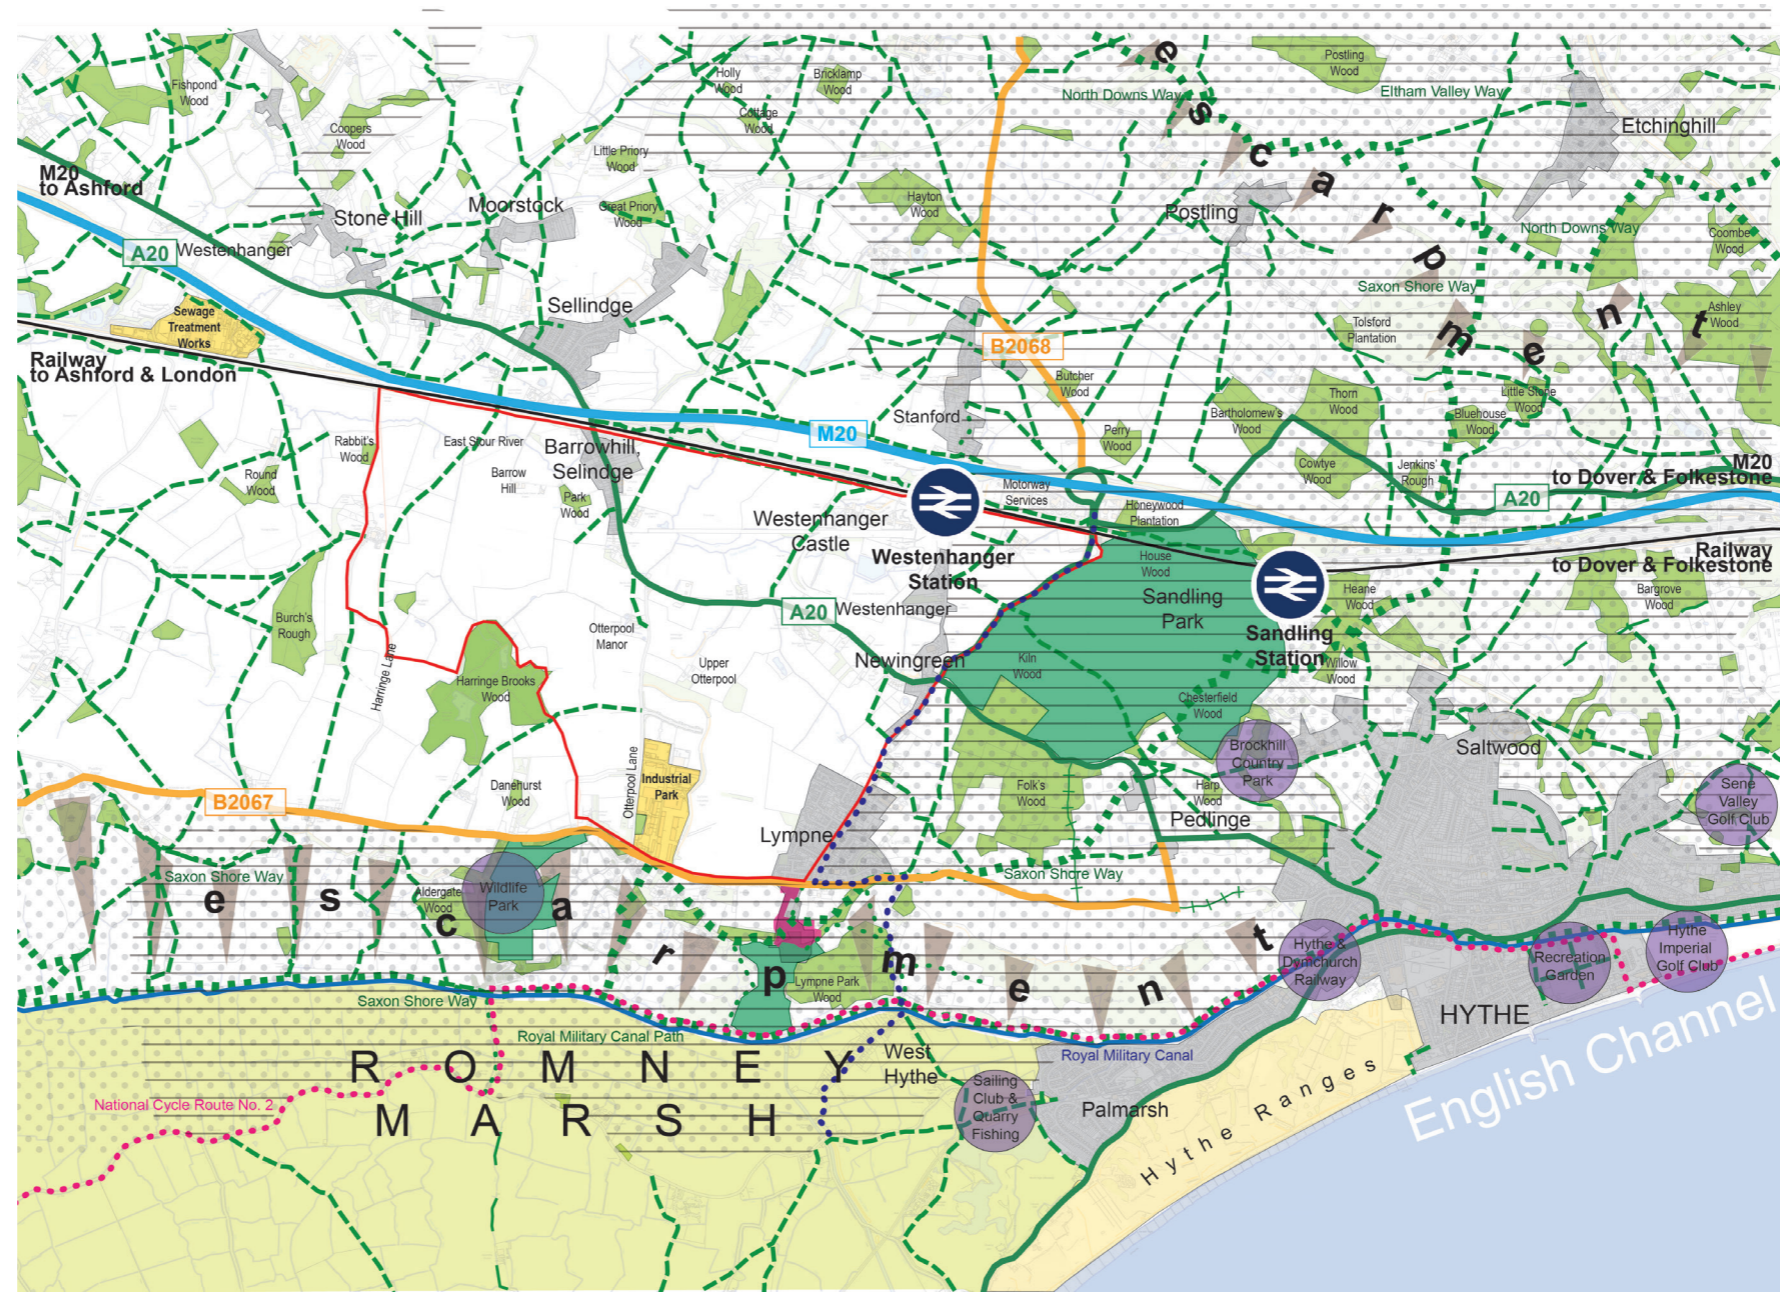 Fishpond
Wood
Coopers
Wood
Holly
Wood
Bricklamp
Wood
Cottage
Wood
Little Priory
Wood
Great Priory
Wood
Hayton
Wood
North Downs Way
Postling
Wood
Eltham Valley Way
Etchinghill
Postling
North Downs Way
Coombe
Wood
Saxon Shore Way
Tolsford
Plantation
Ashley
Wood
e s c a r p m e n t
M20
to Ashford
A20
Westenhanger
Stone Hill
Moorstock
Sellindge
Sewage
Treatment
Works
Railway
to Ashford & London
B2068
Butcher
Wood
Stanford
Perry
Wood
Bartholomew's
Wood
Thorn
Wood
Little Stone
Wood
Bluehouse
Wood
Cowtye
Wood
Jenkins'
Rough
M20
to Dover & Folkestone
A20
Railway
to Dover & Folkestone
Rabbit's
Wood
East Stour River
Barrow
Hill
Barrowhill,
Selindge
Park
Wood
Round
Wood
M20
Motorway
Services
Honeywood
Plantation
Westenhanger
Castle
Westenhanger
Station
House
Wood
Sandling
Park
Sandling
Station
Heane
Wood
Bargrove
Wood
Willow
Wood
Burch's
Rough
Harringe Lane
Harringe Brooks
Wood
Otterpool
Manor
Upper
Otterpool
A20
Westenhanger
Newingreen
Kiln
Wood
Chesterfield
Wood
Brockhill
Country
Park
Saltwood
Sene
Valley
Golf Club
B2067
Danehurst
Wood
Otterpool Lane
Industrial
Park
Lympne
Folk's
Wood
Harp
Wood
Pedlinge
Saxon Shore Way
Saxon Shore Way
Aldergate
Wood
Wildlife
Park
e s c a r p m e n t
Lympne Park
Wood
Hythe &
Dymchurch
Railway
Recreation
Garden
Hythe
Imperial
Golf Club
HYTHE
Saxon Shore Way
Royal Military Canal Path
Royal Military Canal
West
Hythe
ROMNEY
MARSH
National Cycle Route No. 2
Sailing
Club &
Quarry
Fishing
Palmarsh
Hythe Ranges
English Channel